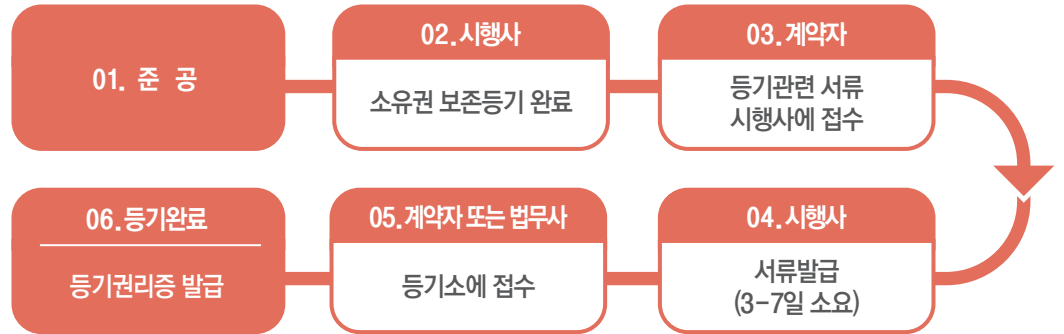 01. 준 공
02. 시행사
소유권 보존등기 완료
03. 계약자
등기관련 서류
시행사에 접수
04. 시행사
서류발급
(3-7일 소요)
05. 계약자 또는 법무사
등기소에 접수
06. 등기완료
등기권리증 발급